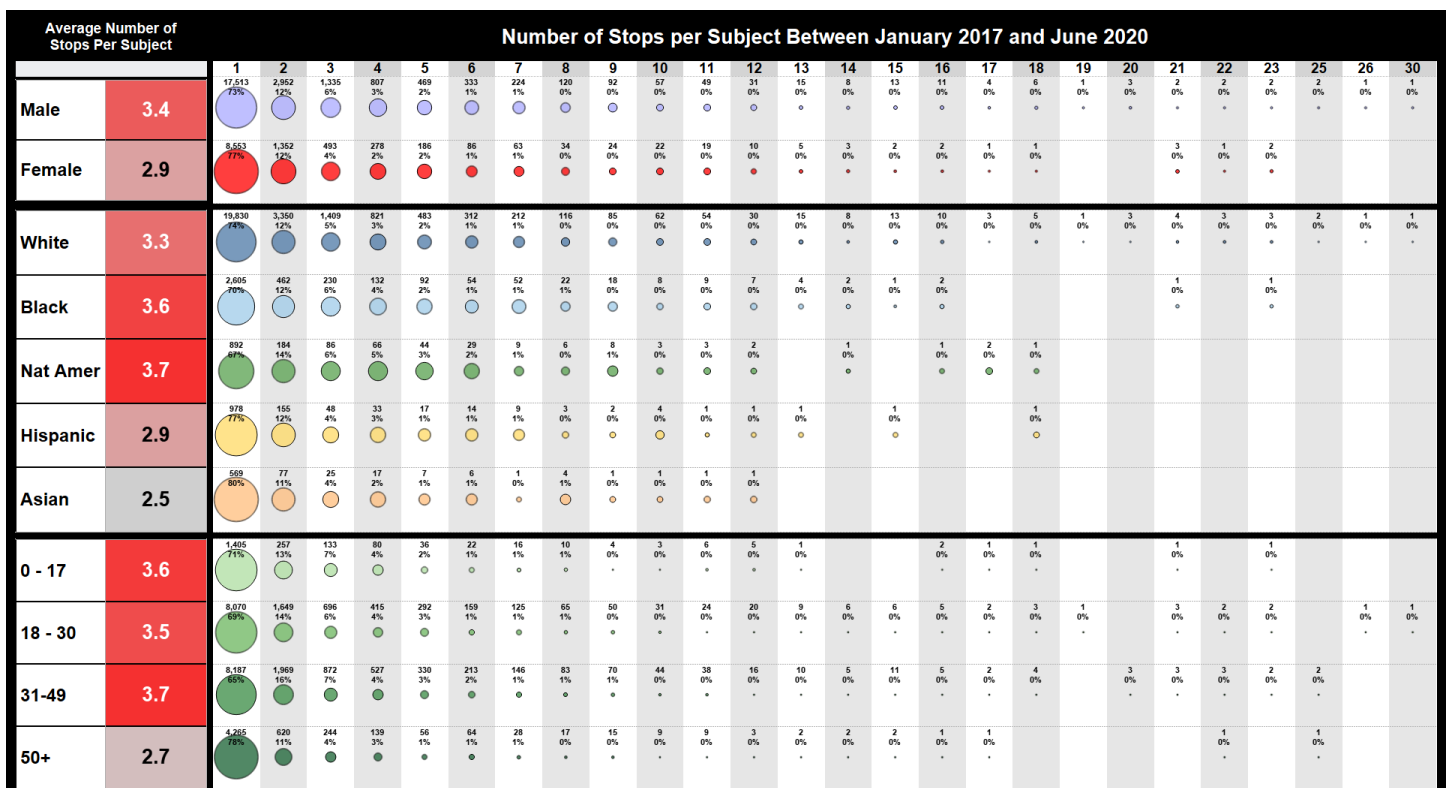 Average Number of
Stops Per Subject
Number of Stops per Subject Between January 2017 and June 2020
1 2 3 4 5 6 7 8 9 10 11 12 13 14 15 16 17 18 19 20 21 22 23 25 26 30
17,513 2,952 1,335 807 469 333 224 120 92 57 49 31 15 8 13 11 4 6 1 3 2 2 2 2 1 1
73% 12% 6% 3% 2% 1% 1% 0% 0% 0% 0% 0% 0% 0% 0% 0% 0% 0% 0% 0% 0% 0% 0% 0% 0% 0%
Male 3.4
8,553 1,352 493 278 186 86 63 34 24 22 19 10 5 3 2 2 1 1 3 1 2
77% 12% 4% 2% 2% 1% 1% 0% 0% 0% 0% 0% 0% 0% 0% 0% 0% 0% 0% 0% 0%
Female 2.9
19,830 3,350 1,409 821 483 312 212 116 85 62 54 30 15 8 13 10 3 5 1 3 4 3 3 2 1 1
74% 12% 5% 3% 2% 1% 1% 0% 0% 0% 0% 0% 0% 0% 0% 0% 0% 0% 0% 0% 0% 0% 0% 0% 0% 0%
White 3.3
2,605 462 230 132 92 54 52 22 18 8 9 7 4 2 1 2 1 1
70% 12% 6% 4% 2% 1% 1% 1% 0% 0% 0% 0% 0% 0% 0% 0% 0% 0%
Black 3.6
892 184 86 66 44 29 9 6 8 3 3 2 1 1 2 1
67% 14% 6% 5% 3% 2% 1% 0% 1% 0% 0% 0% 0% 0% 0% 0%
Nat Amer 3.7
978 155 48 33 17 14 9 3 2 4 1 1 1 1 1
77% 12% 4% 3% 1% 1% 1% 0% 0% 0% 0% 0% 0% 0% 0%
Hispanic 2.9
569 77 25 17 7 6 1 4 1 1 1 1
80% 11% 4% 2% 1% 1% 0% 1% 0% 0% 0% 0%
Asian 2.5
1,405 257 133 80 36 22 16 10 4 3 6 5 1 2 1 1 1 1
71% 13% 7% 4% 2% 1% 1% 1% 0% 0% 0% 0% 0% 0% 0% 0% 0% 0%
0 - 17 3.6
8,070 1,649 696 415 292 159 125 65 50 31 24 20 9 6 6 5 2 3 1 3 2 2 1 1
69% 14% 6% 4% 3% 1% 1% 1% 0% 0% 0% 0% 0% 0% 0% 0% 0% 0% 0% 0% 0% 0% 0% 0%
18 - 30 3.5
8,187 1,969 872 527 330 213 146 83 70 44 38 16 10 5 11 5 2 4 3 3 3 2 2
65% 16% 7% 4% 3% 2% 1% 1% 1% 0% 0% 0% 0% 0% 0% 0% 0% 0% 0% 0% 0% 0% 0%
31-49 3.7
4,265 620 244 139 56 64 28 17 15 9 9 3 2 2 2 1 1 1 1
78% 11% 4% 3% 1% 1% 1% 0% 0% 0% 0% 0% 0% 0% 0% 0% 0% 0% 0%
50+ 2.7